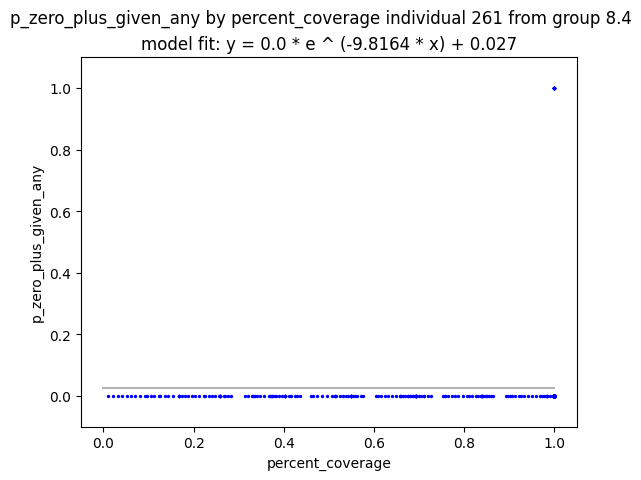 p_zero_plus_given_any by percent_coverage individual 261 from group 8.4
model fit: y = 0.0 * e ^ (-9.8164 * x) + 0.027
p_zero_plus_given_any
1.0
0.8
0.6
0.4
0.2
0.0
0.0 0.2 0.4 0.6 0.8 1.0
percent_coverage